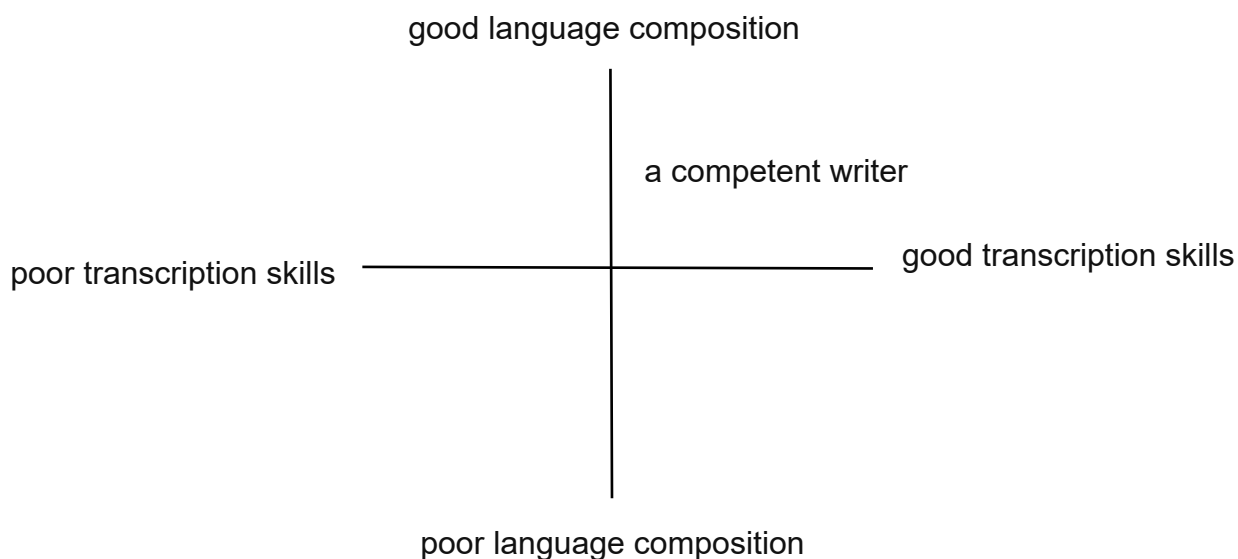 good language composition
a competent writer
good transcription skills
poor transcription skills
poor language composition